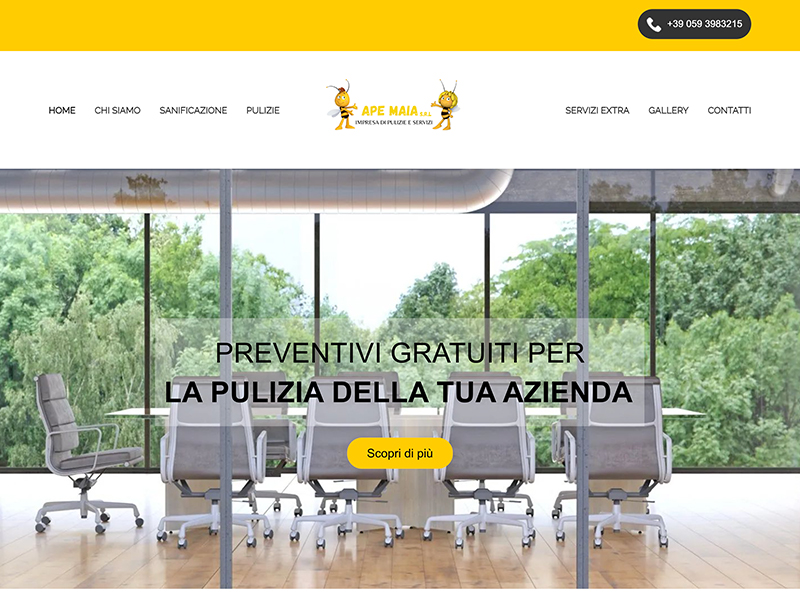 +39 059 3983215
HOME CHI SIAMO SANIFICAZIONE PULIZIE
APE MAIA S.R.L.
IMPRESA DI PULIZIE E SERVIZI
SERVIZI EXTRA GALLERY CONTATTI
PREVENTIVI GRATUITI PER
LA PULIZIA DELLA TUA AZIENDA
Scopri di più